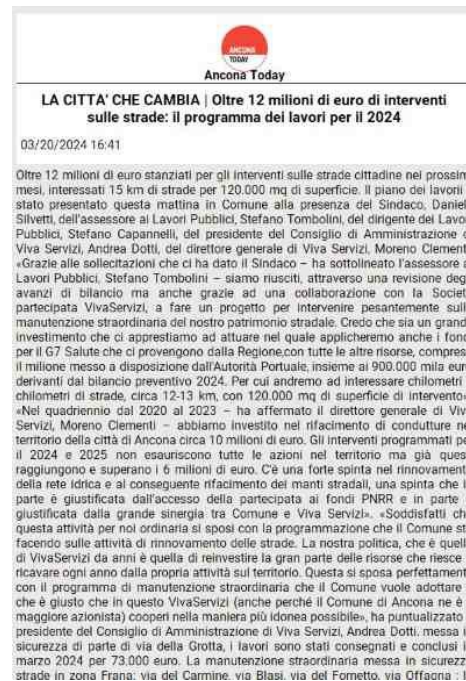 ANCONA
TODAY
Ancona Today
LA CITTA' CHE CAMBIA | Oltre 12 milioni di euro di interventi
sulle strade: il programma dei lavori per il 2024
03/20/2024 16:41
Oltre 12 milioni di euro stanziati per gli interventi sulle strade cittadine nei prossim
mesi, interessati 15 km di strade per 120.000 mq di superficie. Il piano dei lavori
stato presentato questa mattina in Comune alla presenza del Sindaco, Daniel
Silvetti, dell'assessore ai Lavori Pubblici, Stefano Tombolini, del dirigente dei Lavo
Pubblici, Stefano Capannelli, del presidente del Consiglio di Amministrazione d
Viva Servizi, Andrea Dotti, del direttore generale di Viva Servizi, Moreno Clement
«Grazie alle sollecitazioni che ci ha dato il Sindaco – ha sottolineato l'assessore a
Lavori Pubblici, Stefano Tombolini – siamo riusciti, attraverso una revisione deg
avanzi di bilancio ma anche grazie ad una collaborazione con la Societ
partecipata VivaServizi, a fare un progetto per intervenire pesantemente sull
manutenzione straordinaria del nostro patrimonio stradale. Credo che sia un grand
investimento che ci apprestiamo ad attuare nel quale applicheremo anche i fond
per il G7 Salute che ci provengono dalla Regione,con tutte le altre risorse, compres
il milione messo a disposizione dall'Autorità Portuale, insieme ai 900.000 mila eur
derivanti dal bilancio preventivo 2024. Per cui andremo ad interessare chilometri
chilometri di strade, circa 12-13 km, con 120.000 mq di superficie di intervento»
«Nel quadriennio dal 2020 al 2023 – ha affermato il direttore generale di Viv
Servizi, Moreno Clementi – abbiamo investito nel rifacimento di condutture ne
territorio della città di Ancona circa 10 milioni di euro. Gli interventi programmati pe
il 2024 e 2025 non esauriscono tutte le azioni nel territorio ma già quest
raggiungono e superano i 6 milioni di euro. C'è una forte spinta nel rinnovament
della rete idrica e al conseguente rifacimento dei manti stradali, una spinta che i
parte è giustificata dall'accesso della partecipata ai fondi PNRR e in parte
giustificata dalla grande sinergia tra Comune e Viva Servizi». «Soddisfatti ch
questa attività per noi ordinaria si sposi con la programmazione che il Comune st
facendo sulle attività di rinnovamento delle strade. La nostra politica, che è quell
di VivaServizi da anni è quella di reinvestire la gran parte delle risorse che riesce
ricavare ogni anno dalla propria attività sul territorio. Questa si sposa perfettament
con il programma di manutenzione straordinaria che il Comune vuole adottare
che è giusto che in questo VivaServizi (anche perché il Comune di Ancona ne è
maggiore azionista) cooperi nella maniera più idonea possibile», ha puntualizzato
presidente del Consiglio di Amministrazione di Viva Servizi, Andrea Dotti. messa i
sicurezza di parte di via della Grotta, i lavori sono stati consegnati e conclusi i
marzo 2024 per 73.000 euro. La manutenzione straordinaria messa in sicurezz
strade in zona Frana: via del Carmine, via Blasi, via del Fornetto, via Offagna : l